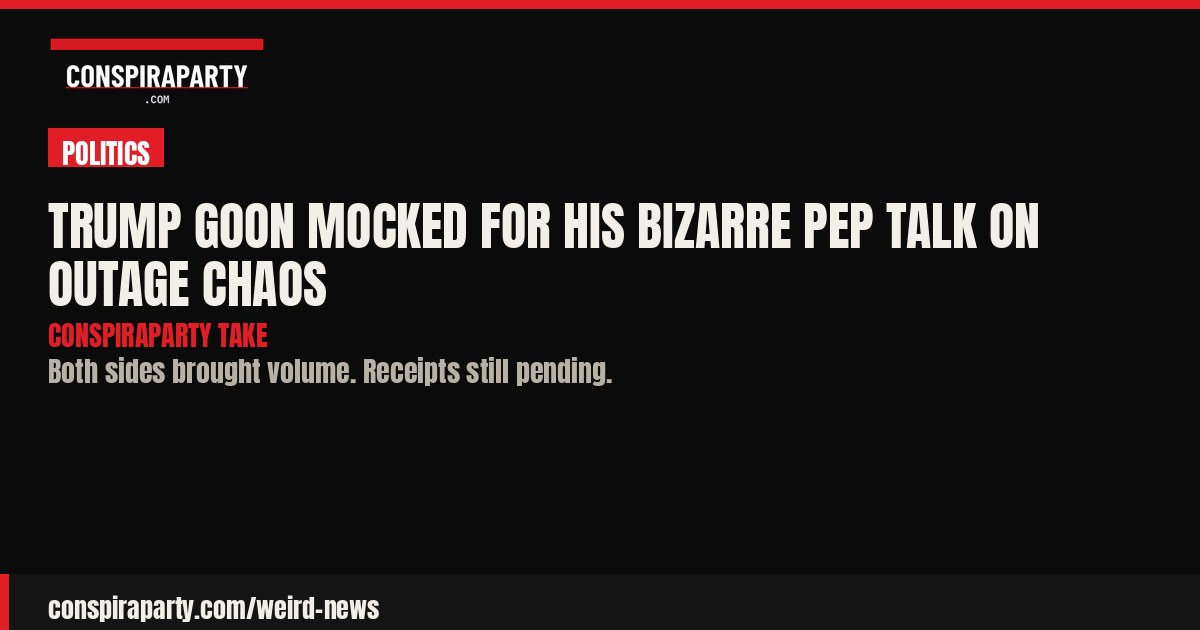 CONSPIRAPARTY
.COM
POLITICS
TRUMP GOON MOCKED FOR HIS BIZARRE PEP TALK ON
OUTAGE CHAOS
CONSPIRAPARTY TAKE
Both sides brought volume. Receipts still pending.
conspiraparty.com/weird-news